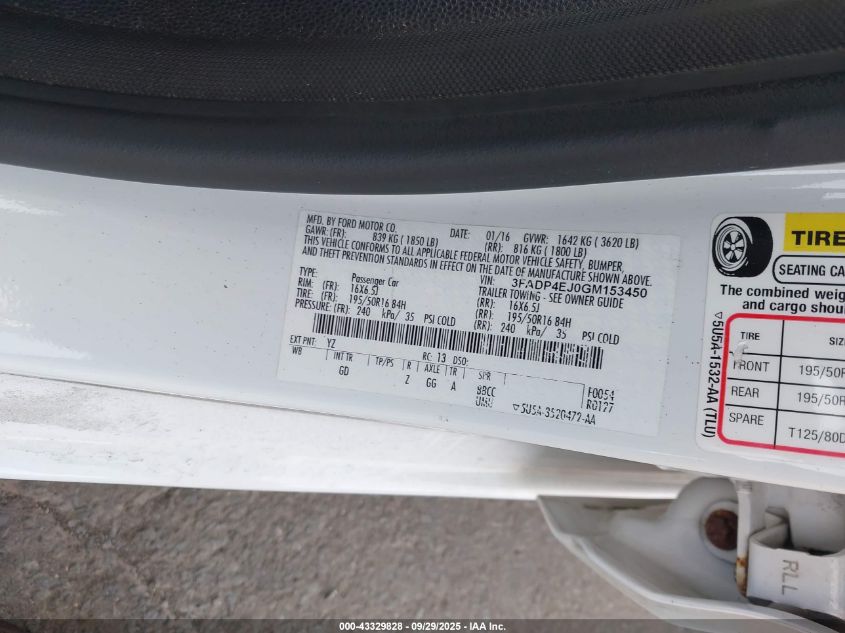 MFD. BY FORD MOTOR CO.
DATE: 01/16 GVWR: 1642 KG ( 3620 LB)
GAWR: (FR): 839 KG ( 1850 LB) (RR): 816 KG ( 1800 LB)
THIS VEHICLE CONFORMS TO ALL APPLICABLE FEDERAL MOTOR VEHICLE SAFETY, BUMPER,
AND THEFT PREVENTION STANDARDS IN EFFECT ON THE DATE OF MANUFACTURE SHOWN ABOVE.
VIN: 3FADP4EJ0GM153450
TYPE: Passenger Car TRAILER TOWING - SEE OWNER GUIDE
RIM: (FR): 16X6.5J (RR): 16X6.5J
TIRE: (FR): 195/50R16 84H (RR): 195/50R16 84H
PRESSURE: (FR): 240 kPa/ 35 PSI COLD (RR): 240 kPa/ 35 PSI COLD
EXT PNT: YZ RC: 13 DSO:
WB INT TR TP/PS R AXLE TR SPR
GD Z GG A 8BCC
F0054
R0127
5U5A-3520472-AA
TIRE
SEATING CA
The combined weig
and cargo shou
TIRE SIZ
FRONT 195/50R
REAR 195/50R
SPARE T125/80D
5U5A-1532-AA (TLU)
RLL
000-43329828 - 09/29/2025 - IAA Inc.